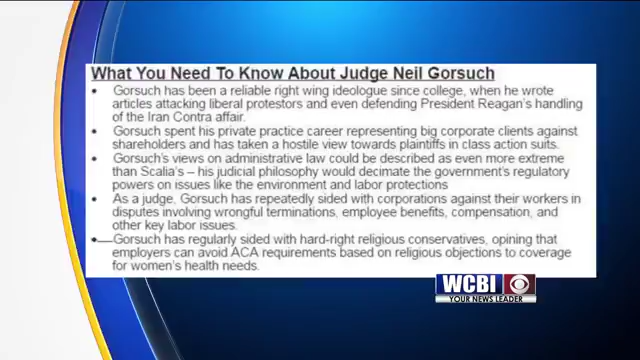 What You Need To Know About Judge Neil Gorsuch
• Gorsuch has been a reliable right wing ideologue since college, when he wrote
articles attacking liberal protestors and even defending President Reagan's handling
of the Iran Contra affair.
• Gorsuch spent his private practice career representing big corporate clients against
shareholders and has taken a hostile view towards plaintiffs in class action suits.
• Gorsuch's views on administrative law could be described as even more extreme
than Scalia's – his judicial philosophy would decimate the government's regulatory
powers on issues like the environment and labor protections
• As a judge, Gorsuch has repeatedly sided with corporations against their workers in
disputes involving wrongful terminations, employee benefits, compensation, and
other key labor issues.
• Gorsuch has regularly sided with hard-right religious conservatives, opining that
employers can avoid ACA requirements based on religious objections to coverage
for women's health needs.
WCBI
YOUR NEWS LEADER